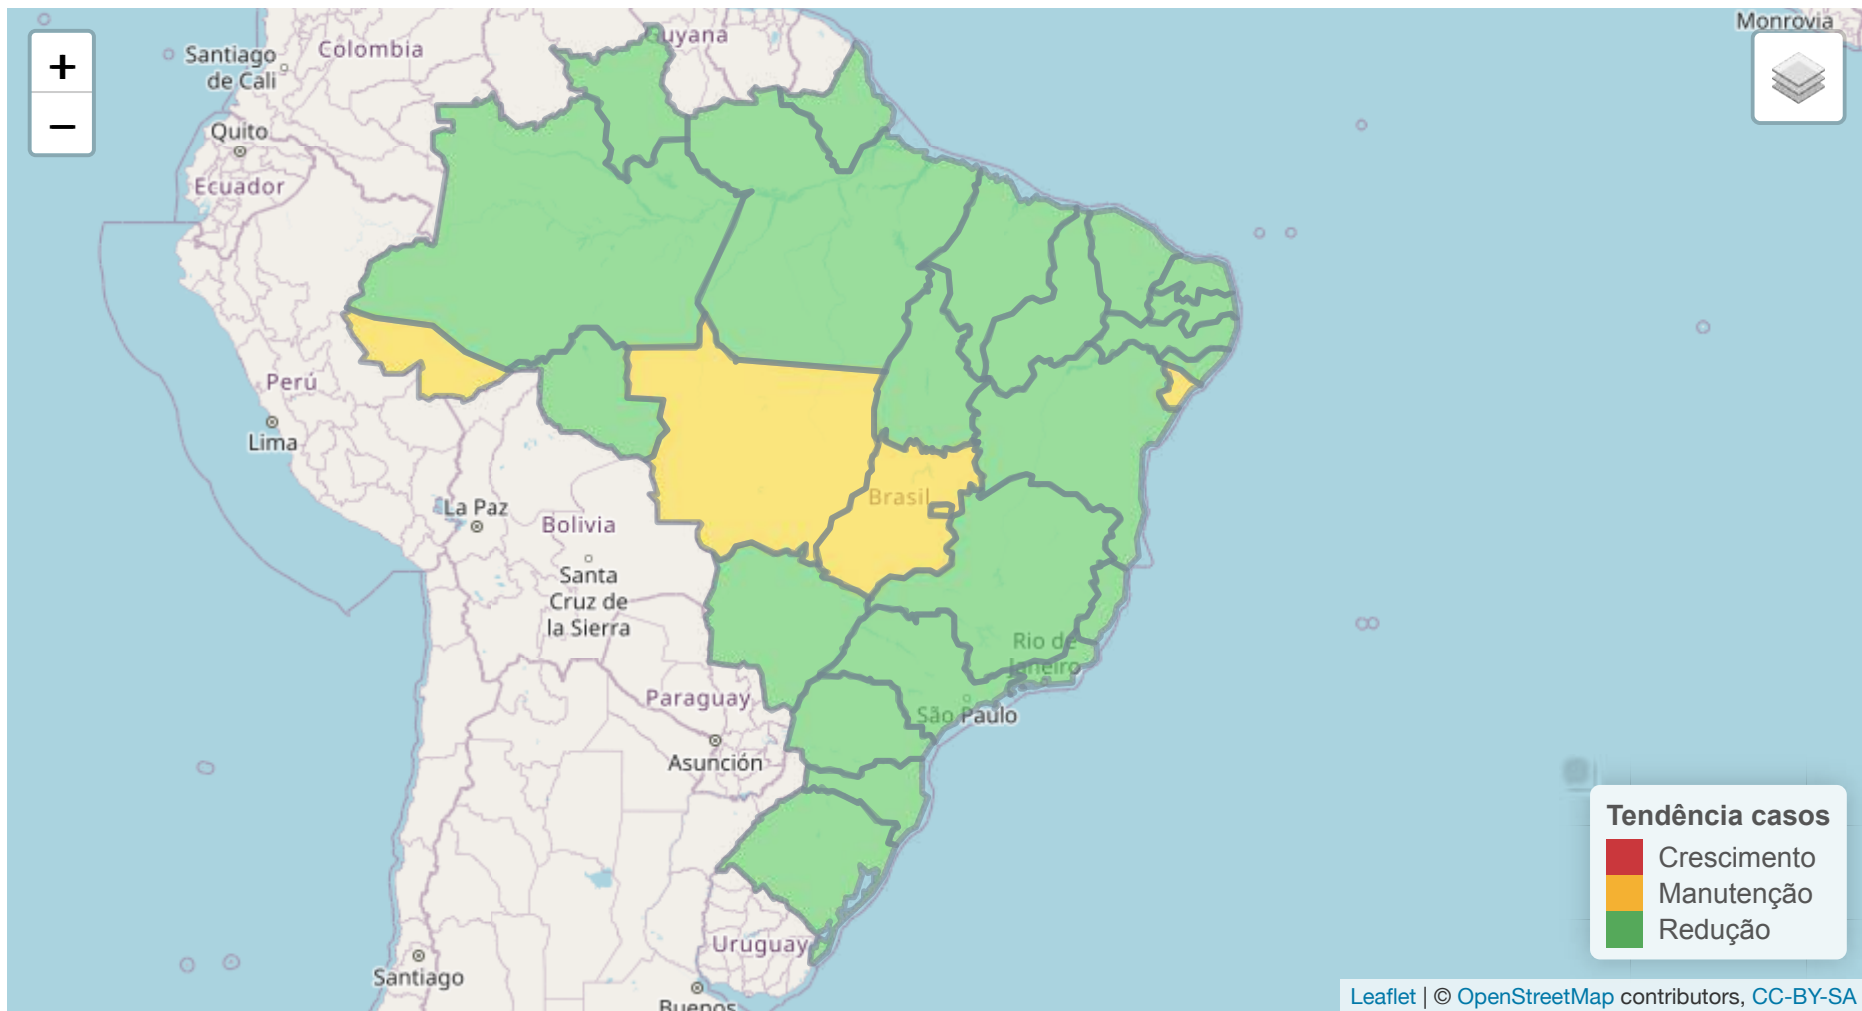 +
−
Monrovia
Guyana
Colombia
Santiago
de Cali
Quito
Ecuador
Perú
Lima
La Paz
Bolivia
Brasil
Santa
Cruz de
la Sierra
Rio de
Janeiro
Paraguay
São Paulo
Asunción
Uruguay
Santiago
Buenos
Tendência casos
Crescimento
Manutenção
Redução
Leaflet | © OpenStreetMap contributors, CC-BY-SA